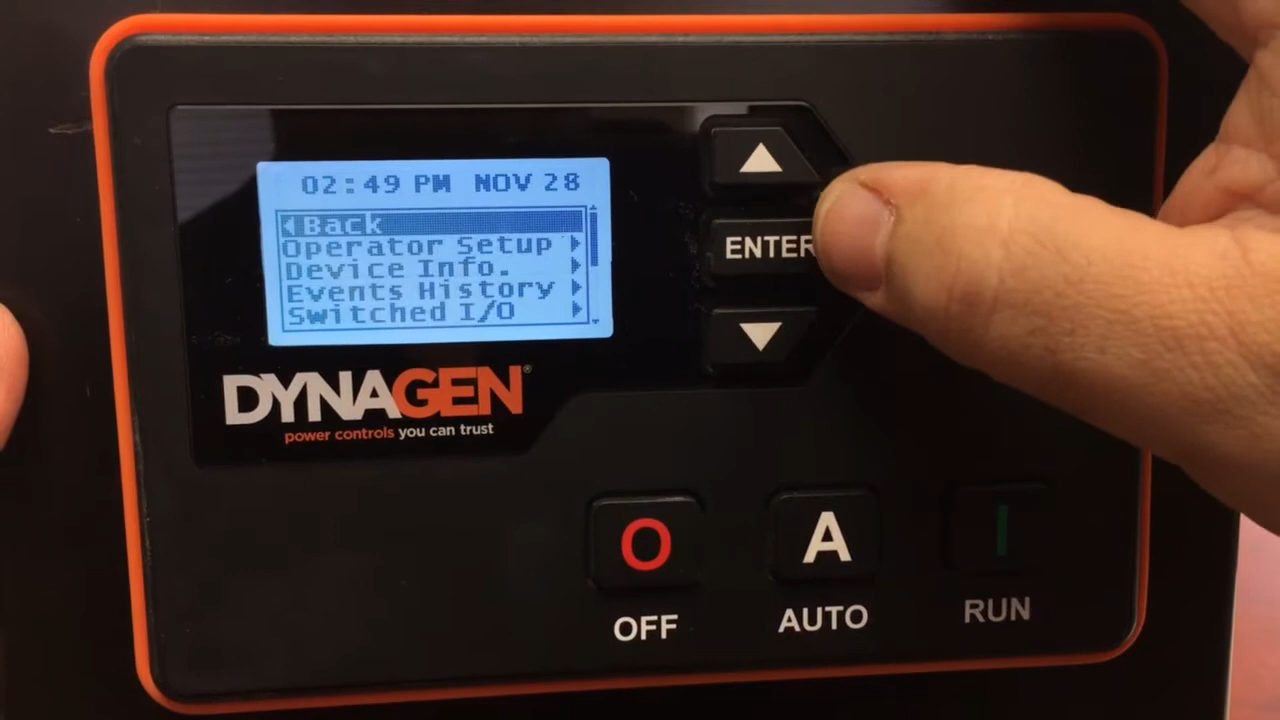 02:49 PM NOV 28
Back
Operator Setup
Device Info.
Events History
Switched I/O
ENTER
DYNAGEN®
power controls you can trust
O A I
OFF AUTO RUN